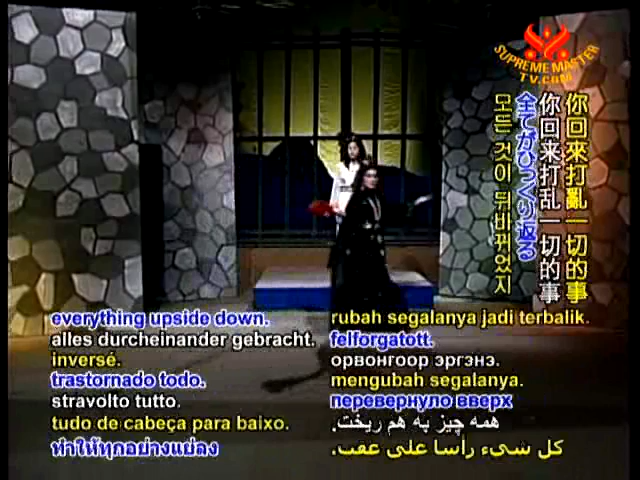 SUPREME MASTER
TV.COM
你回來打亂一切的事
你回来打乱一切的事
全てがひっくり返る
모든 것이 뒤바뀌었지
everything upside down.
alles durcheinander gebracht.
inversé.
trastornado todo.
stravolto tutto.
tudo de cabeça para baixo.
ทำให้ทุกอย่างแปลง
rubah segalanya jadi terbalik.
felforgatott.
орвонгоор эргэнэ.
mengubah segalanya.
перевернуло вверх
همه چیز به هم ریخت.
كل شيء رأسا على عقب.